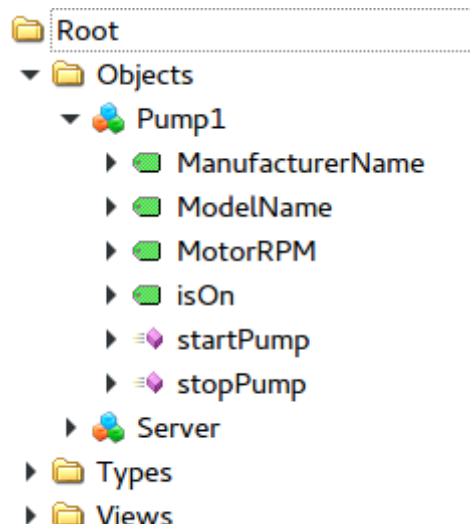 Root
Objects
Pump1
ManufacturerName
ModelName
MotorRPM
isOn
startPump
stopPump
Server
Types
Views